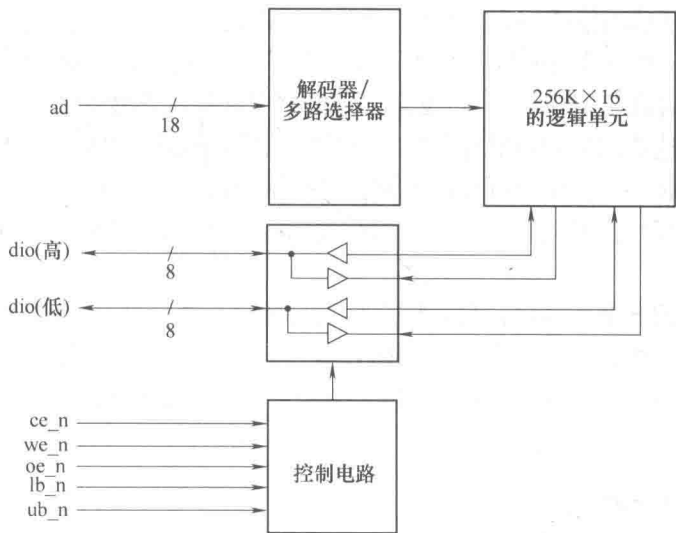 解码器/
多路选择器
256K×16
的逻辑单元
ad
18
dio(高)
8
dio(低)
8
ce_n
we_n
oe_n
lb_n
ub_n
控制电路